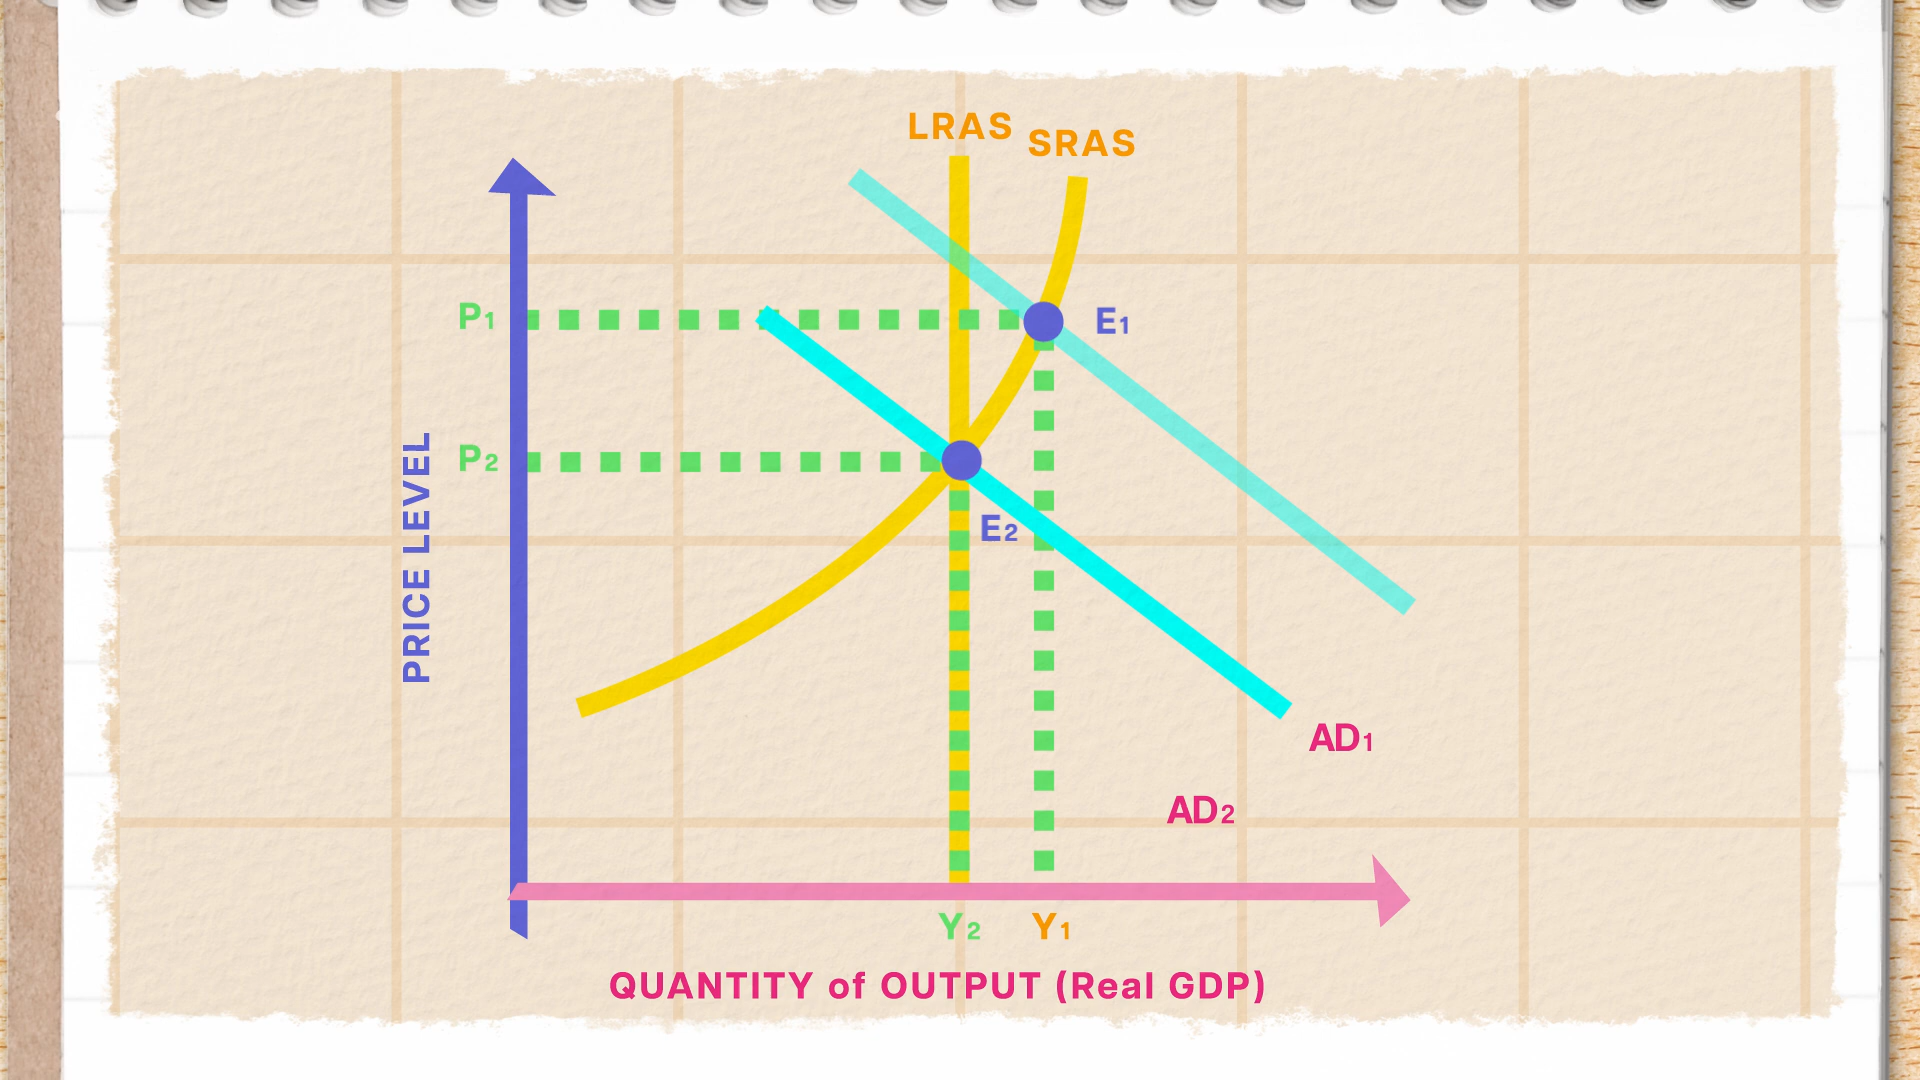 LRAS
SRAS
P1
E1
P2
E2
PRICE LEVEL
AD1
AD2
Y2
Y1
QUANTITY of OUTPUT (Real GDP)